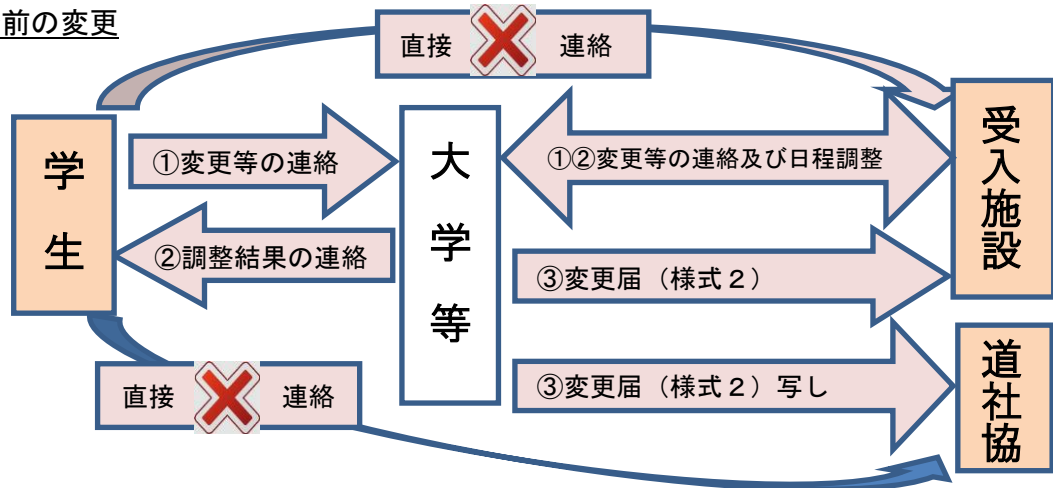 前の変更
直接 連絡
学生
①変更等の連絡
大学等
①②変更等の連絡及び日程調整
受入施設
②調整結果の連絡
③変更届（様式２）
直接 連絡
③変更届（様式２）写し
道社協